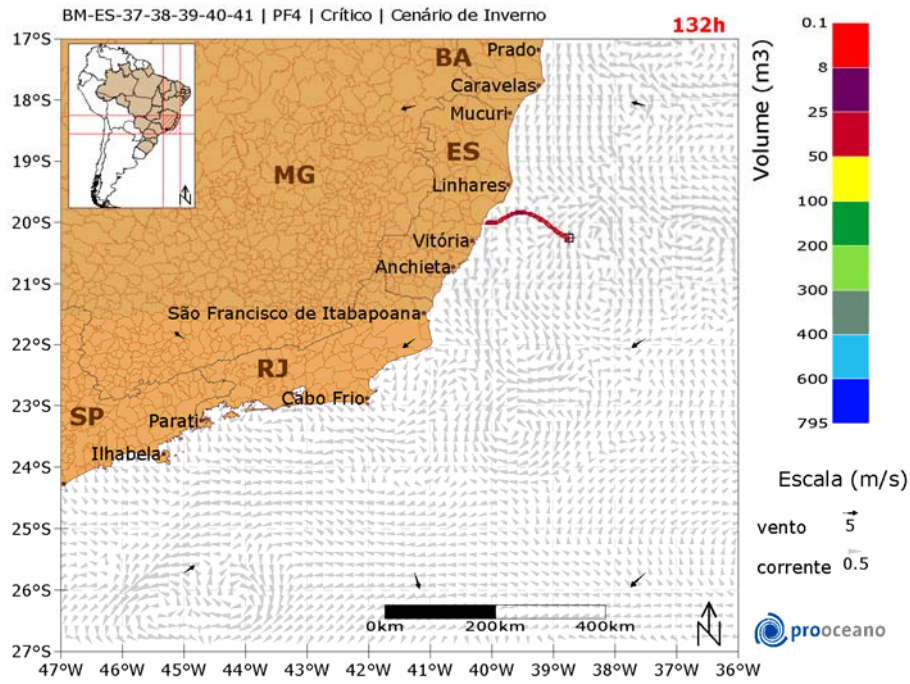 BM-ES-37-38-39-40-41 | PF4 | Crítico | Cenário de Inverno
132h
17°S
18°S
19°S
20°S
21°S
22°S
23°S
24°S
25°S
26°S
27°S
47°W
46°W
45°W
44°W
43°W
42°W
41°W
40°W
39°W
38°W
37°W
36°W
N
BA
Prado
Caravelas
Mucuri
ES
MG
Linhares
Vitória
Anchieta
São Francisco de Itabapoana
RJ
Cabo Frio
SP
Parati
Ilhabela
0km
200km
400km
N
Volume (m3)
0.1
8
25
50
100
200
300
400
600
795
Escala (m/s)
vento 5
corrente 0.5
prooceano